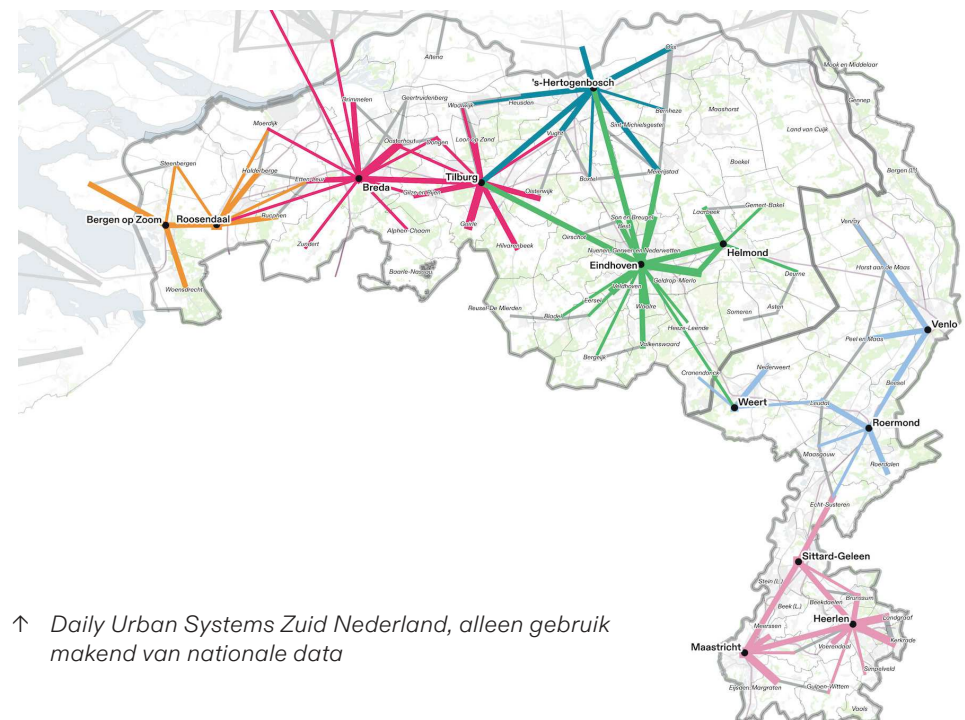 Altena
Mook en Middelaar
's-Hertogenbosch
Gennep
Drimmelen
Geertruidenberg
Waalwijk
Heusden
Bernheze
Maashorst
Moerdijk
Oosterhout
Dongen
Loon op Zand
Vught
Sint-Michielsgestel
Land van Cuijk
Steenbergen
Halderberge
Etten-Leur
Breda
Tilburg
Gilze en Rijen
Oisterwijk
Boxtel
Meierijstad
Boekel
Bergen (L.)
Bergen op Zoom
Roosendaal
Rucphen
Zundert
Alphen-Chaam
Goirle
Hilvarenbeek
Oirschot
Son en Breugel
Best
Laarbeek
Gemert-Bakel
Venray
Nuenen, Gerwen en Nederwetten
Helmond
Woensdrecht
Baarle-Nassau
Eindhoven
Geldrop-Mierlo
Deurne
Horst aan de Maas
Reusel-De Mierden
Bladel
Eersel
Veldhoven
Waalre
Heeze-Leende
Someren
Asten
Venlo
Bergeijk
Valkenswaard
Peel en Maas
Cranendonck
Nederweert
Beesel
Weert
Leudal
Roermond
Maasgouw
Roerdalen
Echt-Susteren
Sittard-Geleen
Stein (L.)
Beek (L.)
Beekdaelen
Brunssum
Landgraaf
Heerlen
Kerkrade
Meerssen
Voerendaal
Simpelveld
Maastricht
Eijsden-Margraten
Gulpen-Wittem
Vaals
↑ Daily Urban Systems Zuid Nederland, alleen gebruik
makend van nationale data